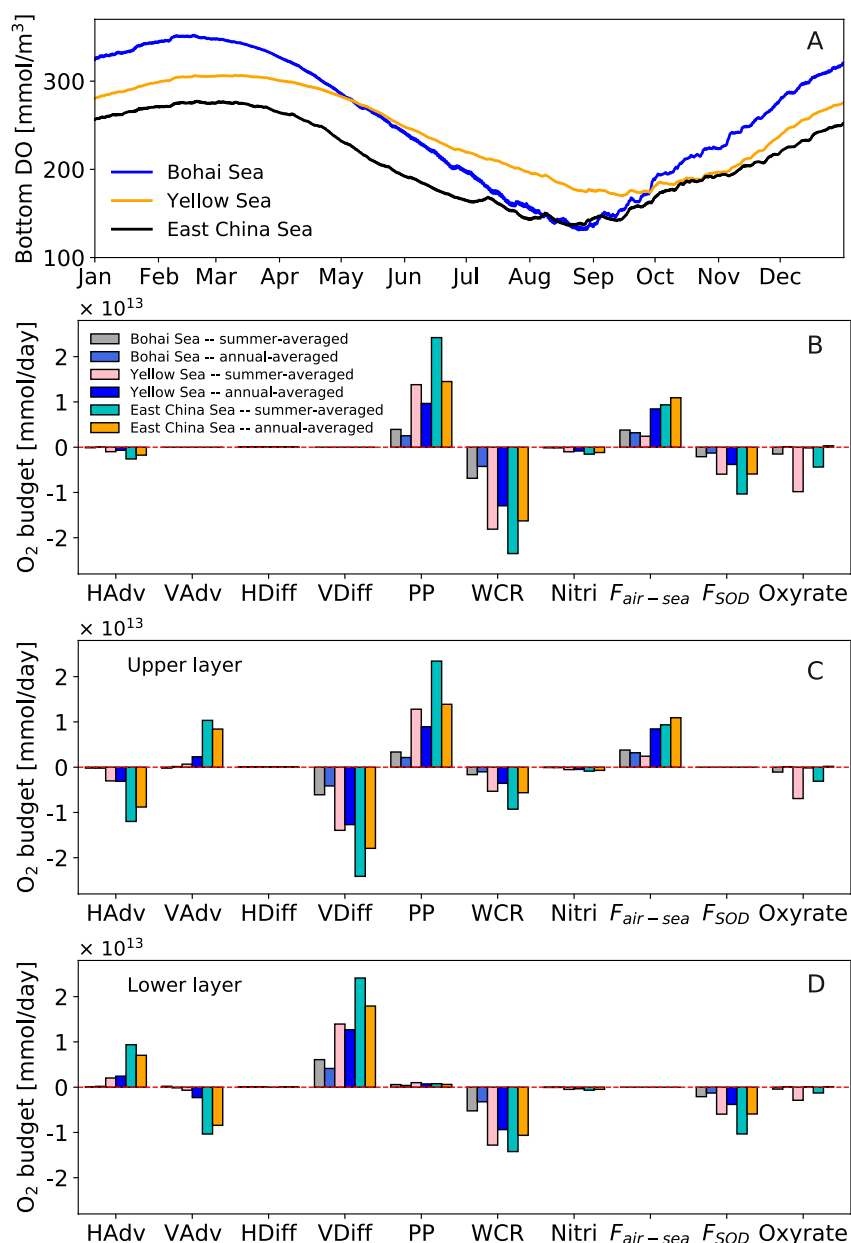 A
Bottom DO [mmol/m³]
300
200
100
Bohai Sea
Yellow Sea
East China Sea
Jan Feb Mar Apr May Jun Jul Aug Sep Oct Nov Dec
× 10¹³
B
O₂ budget [mmol/day]
2
1
0
-1
-2
Bohai Sea -- summer-averaged
Bohai Sea -- annual-averaged
Yellow Sea -- summer-averaged
Yellow Sea -- annual-averaged
East China Sea -- summer-averaged
East China Sea -- annual-averaged
HAdv VAdv HDiff VDiff PP WCR Nitri F_air-sea F_SOD Oxyrate
× 10¹³
Upper layer
C
O₂ budget [mmol/day]
2
1
0
-1
-2
HAdv VAdv HDiff VDiff PP WCR Nitri F_air-sea F_SOD Oxyrate
× 10¹³
Lower layer
D
O₂ budget [mmol/day]
2
1
0
-1
-2
HAdv VAdv HDiff VDiff PP WCR Nitri F_air-sea F_SOD Oxyrate